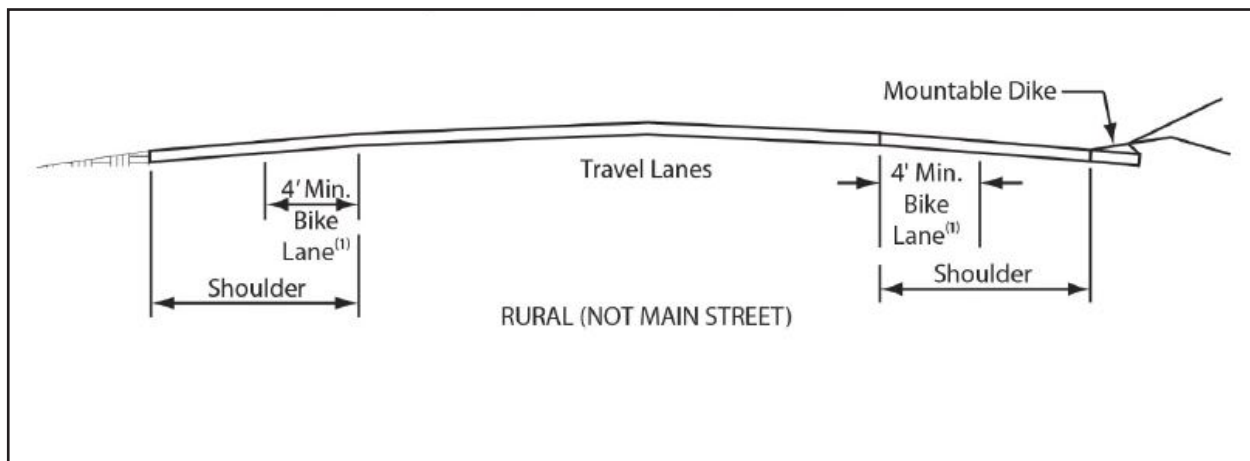 Mountable Dike
Travel Lanes
4' Min.
Bike
Lane(1)
4' Min.
Bike
Lane(1)
Shoulder
Shoulder
RURAL (NOT MAIN STREET)